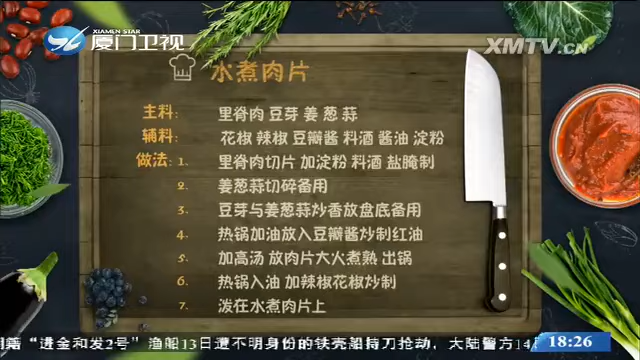 XIAMEN STAR
厦门卫视
XMTV.CN
水煮肉片
主料： 里脊肉 豆芽 姜 葱 蒜
辅料： 花椒 辣椒 豆瓣酱 料酒 酱油 淀粉
做法：1. 里脊肉切片 加淀粉 料酒 盐腌制
2. 姜葱蒜切碎备用
3. 豆芽与姜葱蒜炒香放盘底备用
4. 热锅加油放入豆瓣酱炒制红油
5. 加高汤 放肉片大火煮熟 出锅
6. 热锅入油 加辣椒花椒炒制
7. 泼在水煮肉片上
籍“进金和发2号”渔船13日遭不明身份的铁壳船持刀抢劫，大陆警方14
18:26